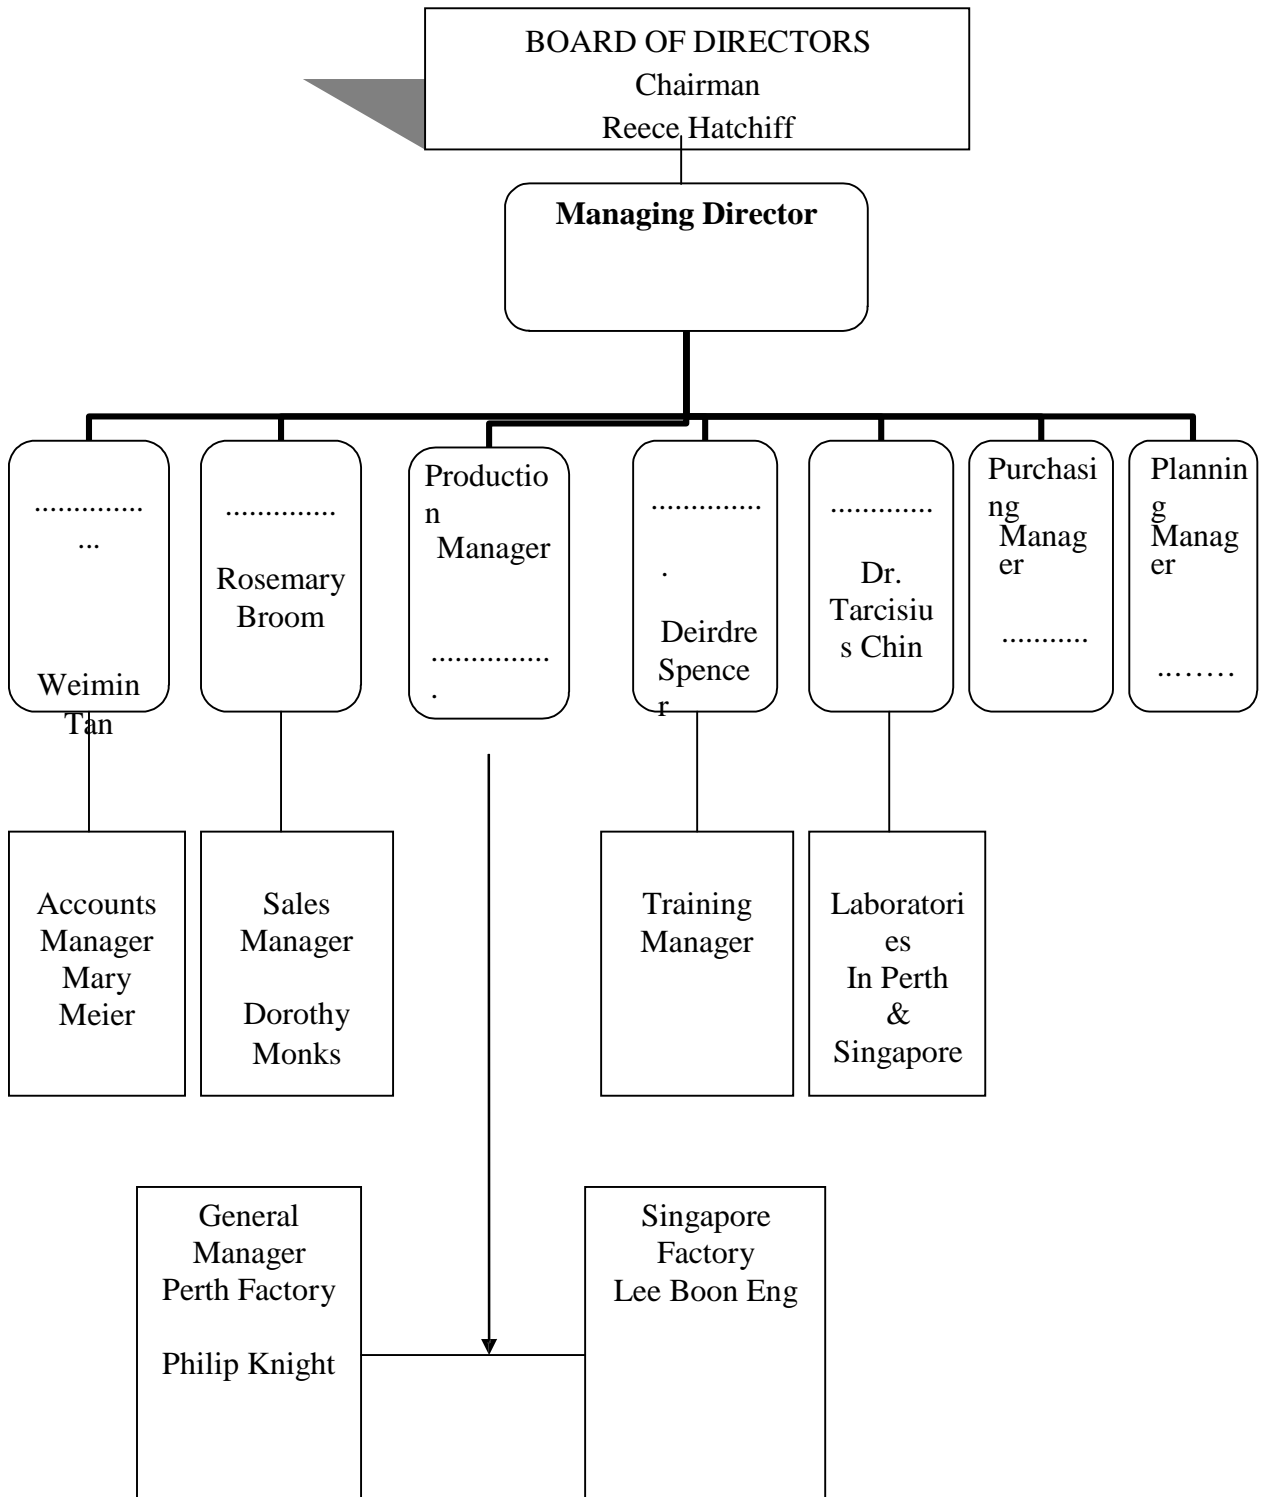 BOARD OF DIRECTORS
Chairman
Reece Hatchiff
Managing Director
..............
...
Weimin
Tan
..............
Rosemary
Broom
Productio
n
Manager
...............
.
..............
.
Deirdre
Spence
r
.............
Dr.
Tarcisiu
s Chin
Purchasi
ng
Manag
er
...........
Plannin
g
Manag
er
...……
Accounts
Manager
Mary
Meier
Sales
Manager
Dorothy
Monks
Training
Manager
Laboratori
es
In Perth
&
Singapore
General
Manager
Perth Factory
Philip Knight
Singapore
Factory
Lee Boon Eng